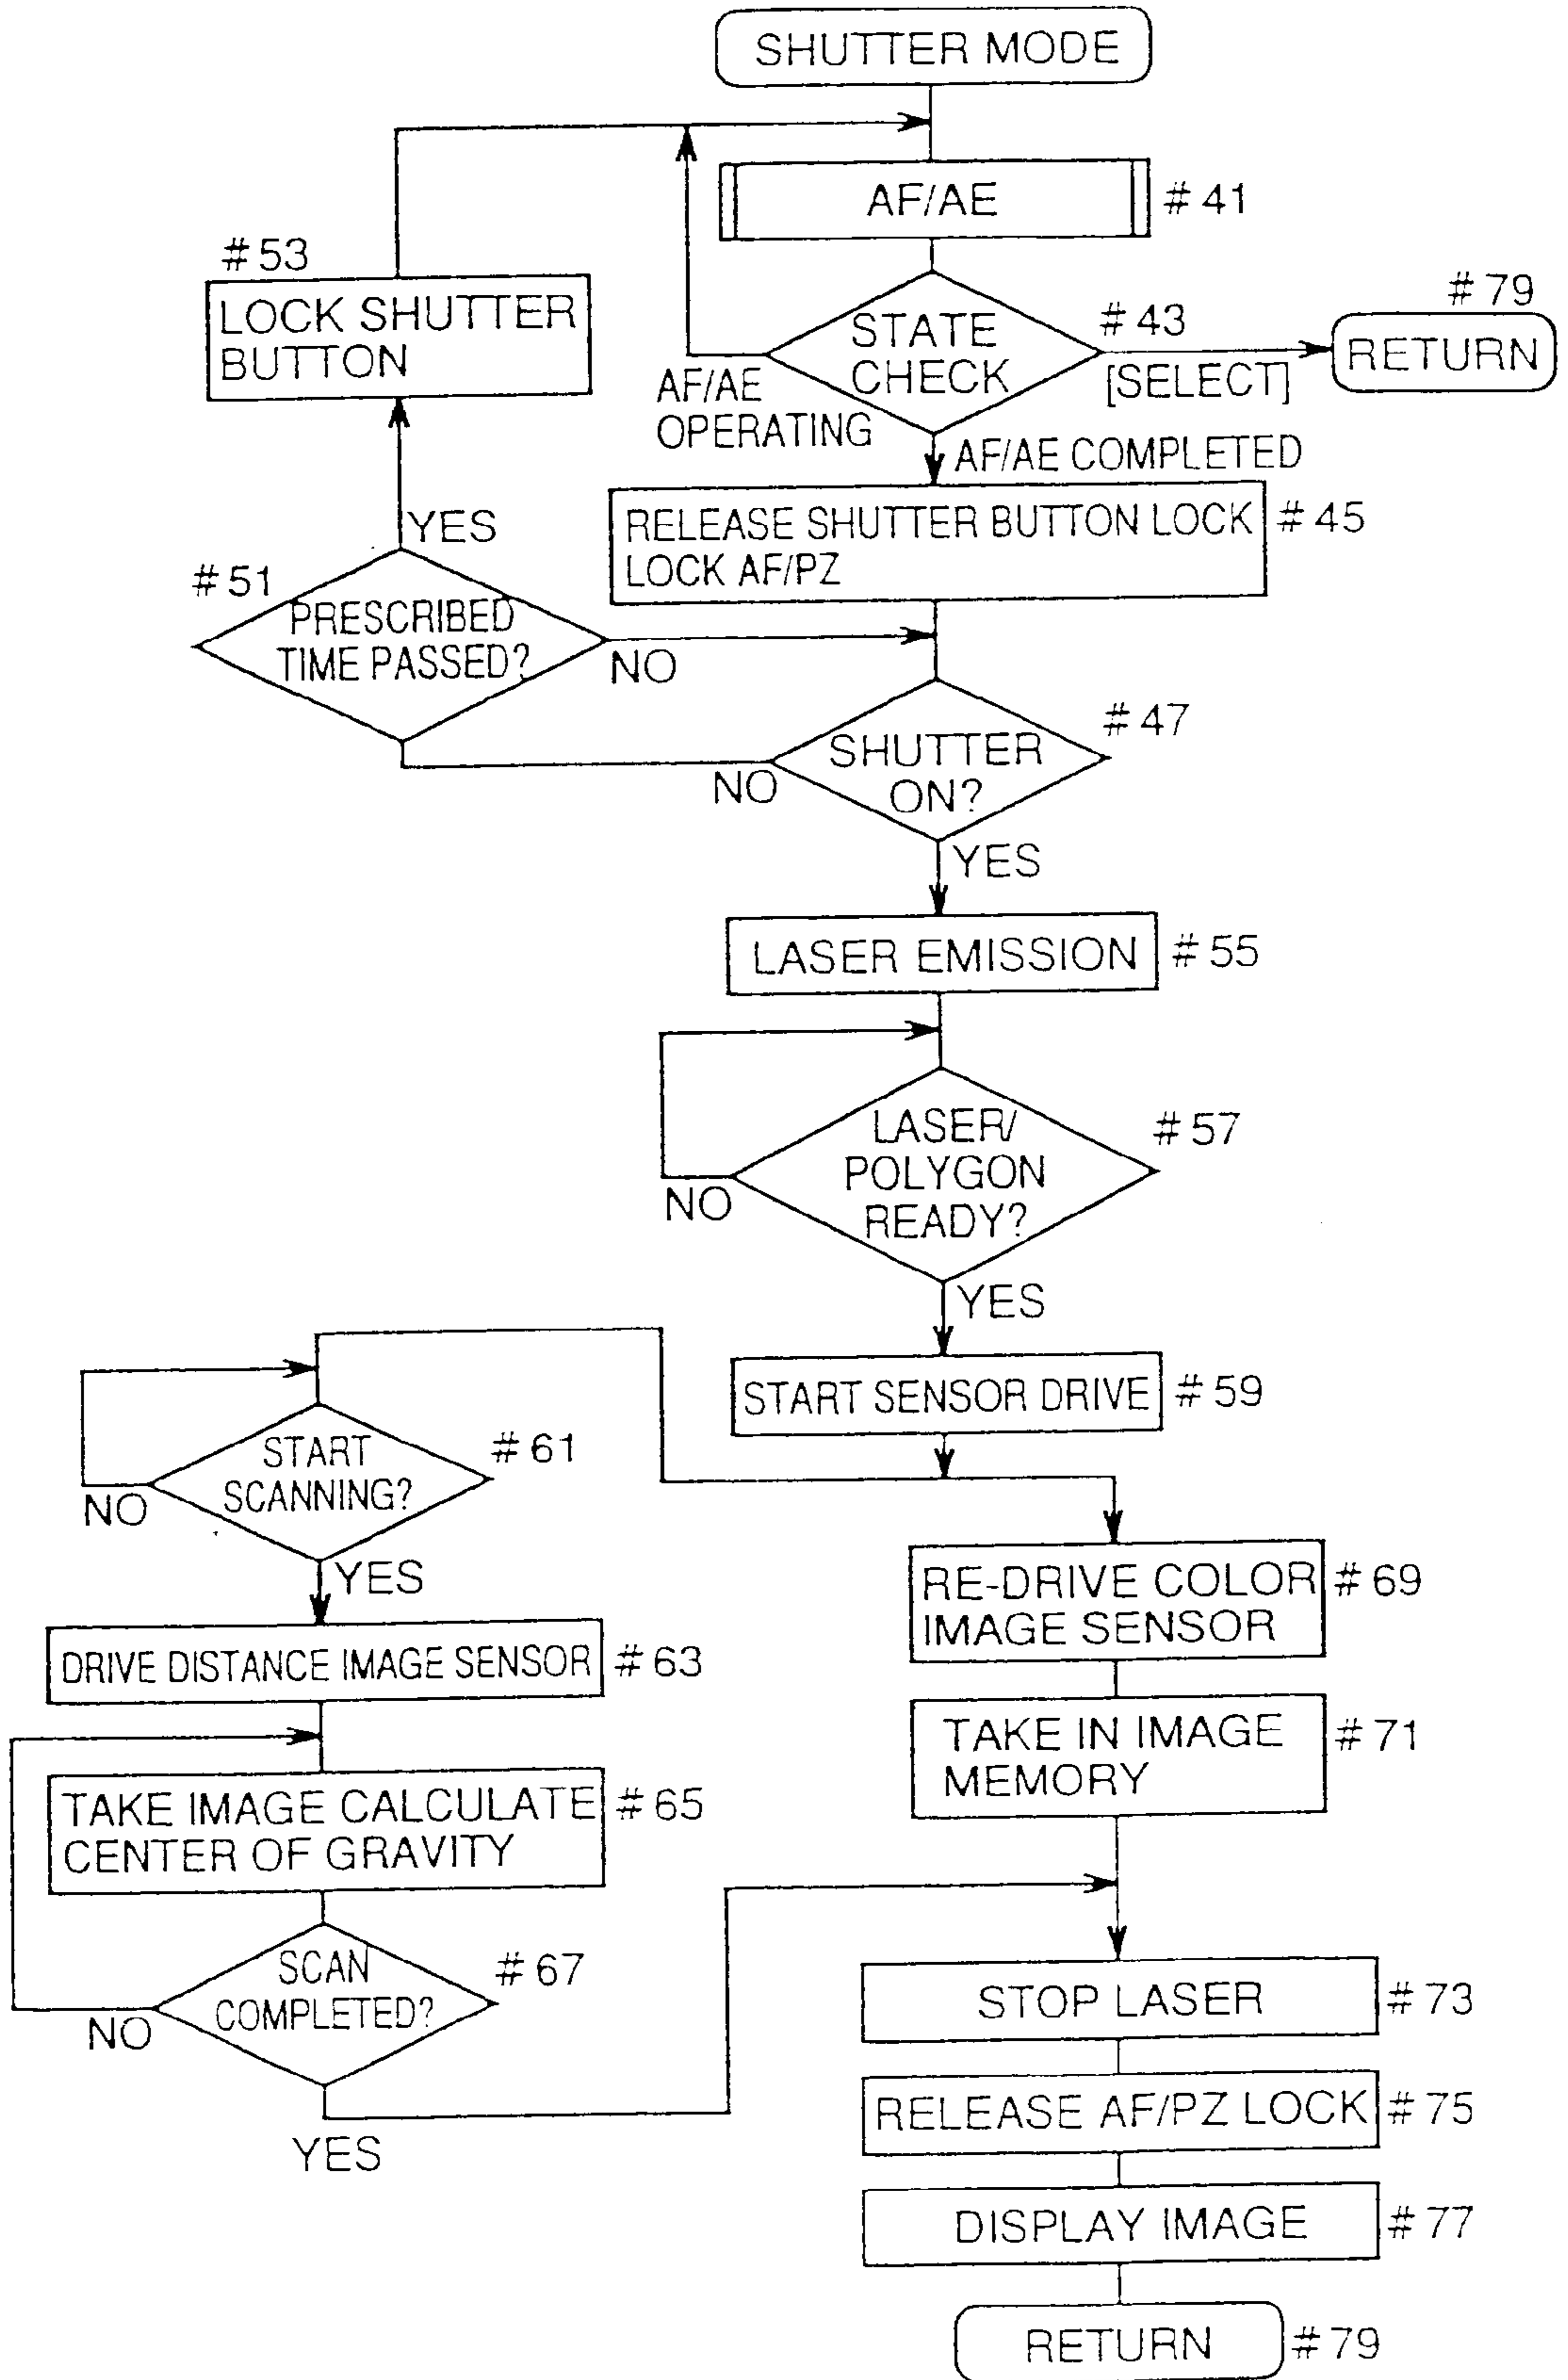 SHUTTER MODE
AF/AE
# 41
# 53
LOCK SHUTTER
BUTTON
STATE
CHECK
# 43
[SELECT]
# 79
RETURN
AF/AE
OPERATING
AF/AE COMPLETED
RELEASE SHUTTER BUTTON LOCK
LOCK AF/PZ
# 45
YES
# 51
PRESCRIBED
TIME PASSED?
NO
# 47
SHUTTER
ON?
NO
YES
LASER EMISSION
# 55
LASER/
POLYGON
READY?
# 57
NO
YES
START SENSOR DRIVE
# 59
START
SCANNING?
# 61
NO
YES
DRIVE DISTANCE IMAGE SENSOR
# 63
TAKE IMAGE CALCULATE
CENTER OF GRAVITY
# 65
SCAN
COMPLETED?
# 67
NO
YES
RE-DRIVE COLOR
IMAGE SENSOR
# 69
TAKE IN IMAGE
MEMORY
# 71
STOP LASER
# 73
RELEASE AF/PZ LOCK
# 75
DISPLAY IMAGE
# 77
RETURN
# 79